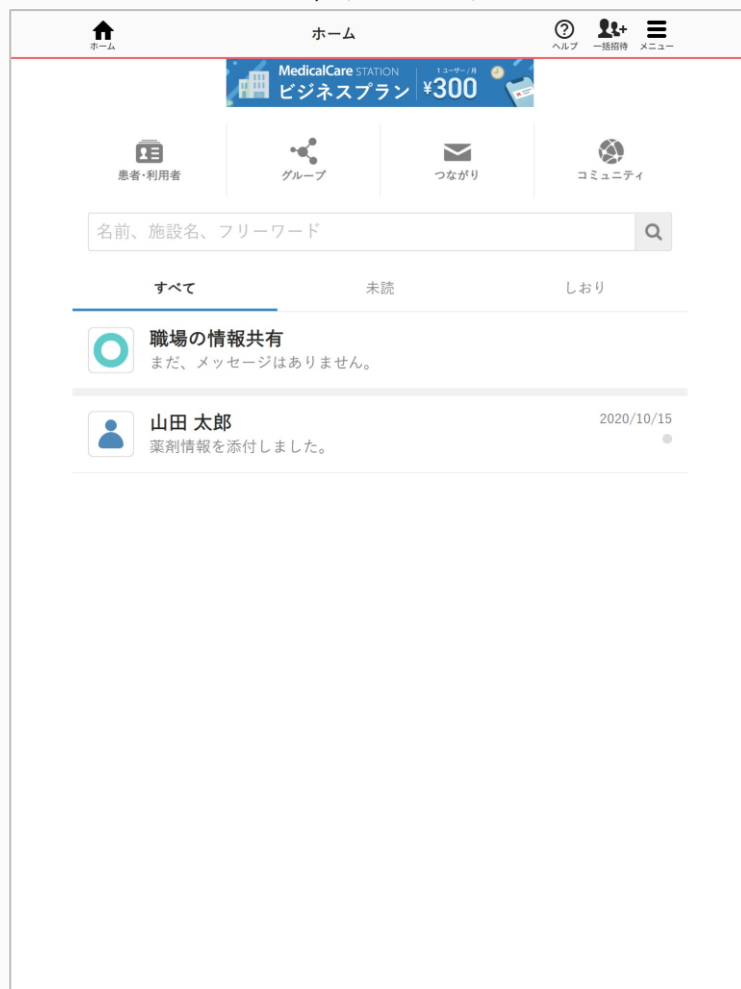 ホーム
ホーム
ヘルプ 一括招待 メニュー
MedicalCare STATION
ビジネスプラン
1ユーザー/月
¥300
患者・利用者
グループ
つながり
コミュニティ
名前、施設名、フリーワード
すべて
未読
しおり
職場の情報共有
まだ、メッセージはありません。
山田 太郎
2020/10/15
薬剤情報を添付しました。